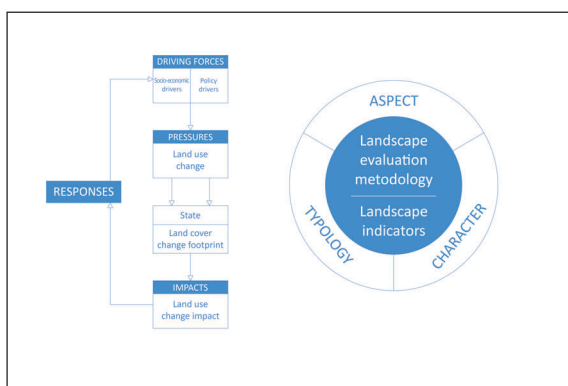 DRIVING FORCES
Socio-economic
drivers
Policy
drivers
PRESSURES
Land use
change
RESPONSES
State
Land cover
change footprint
IMPACTS
Land use
change impact
ASPECT
Landscape
evaluation
methodology
Landscape
indicators
TYPOLOGY
CHARACTER